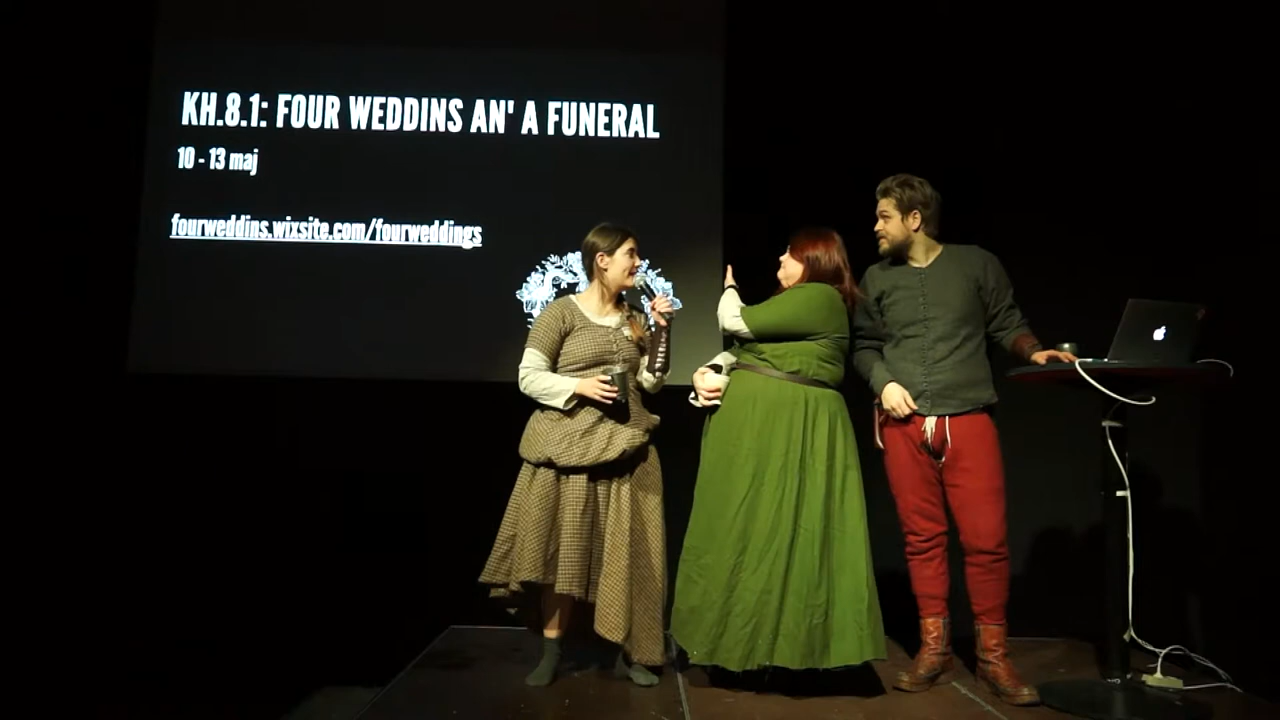 KH.8.1: FOUR WEDDINS AN' A FUNERAL
10 - 13 maj
fourweddins.wixsite.com/fourweddings